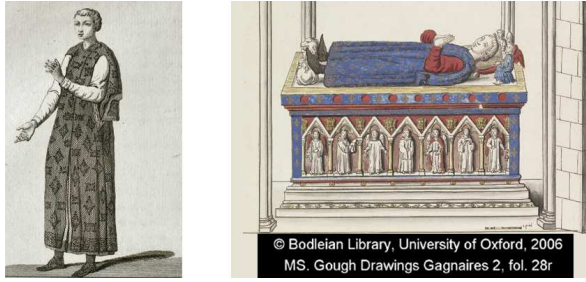 © Bodleian Library, University of Oxford, 2006
MS. Gough Drawings Gagnaires 2, fol. 28r